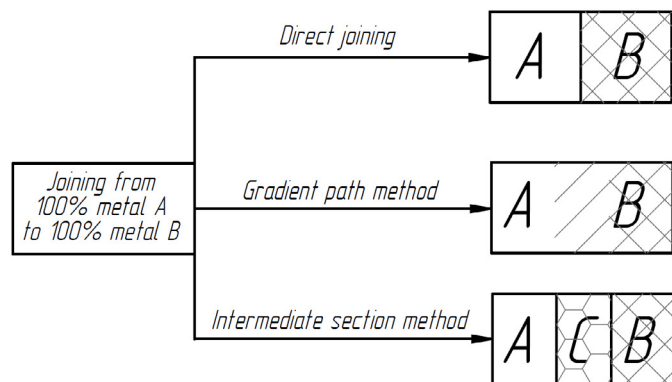 Direct joining
A B
Joining from
100% metal A
to 100% metal B
Gradient path method
A B
Intermediate section method
A C B